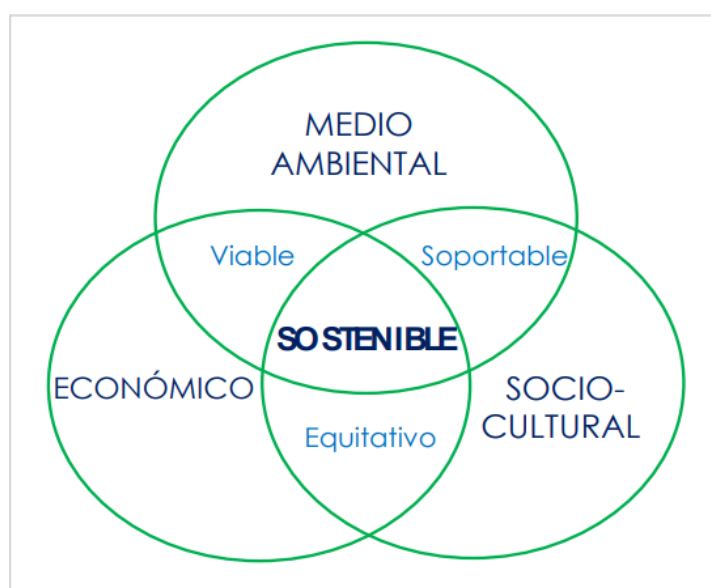 MEDIO
AMBIENTAL
Viable
Soportable
SOSTENIBLE
ECONÓMICO
SOCIO-
CULTURAL
Equitativo